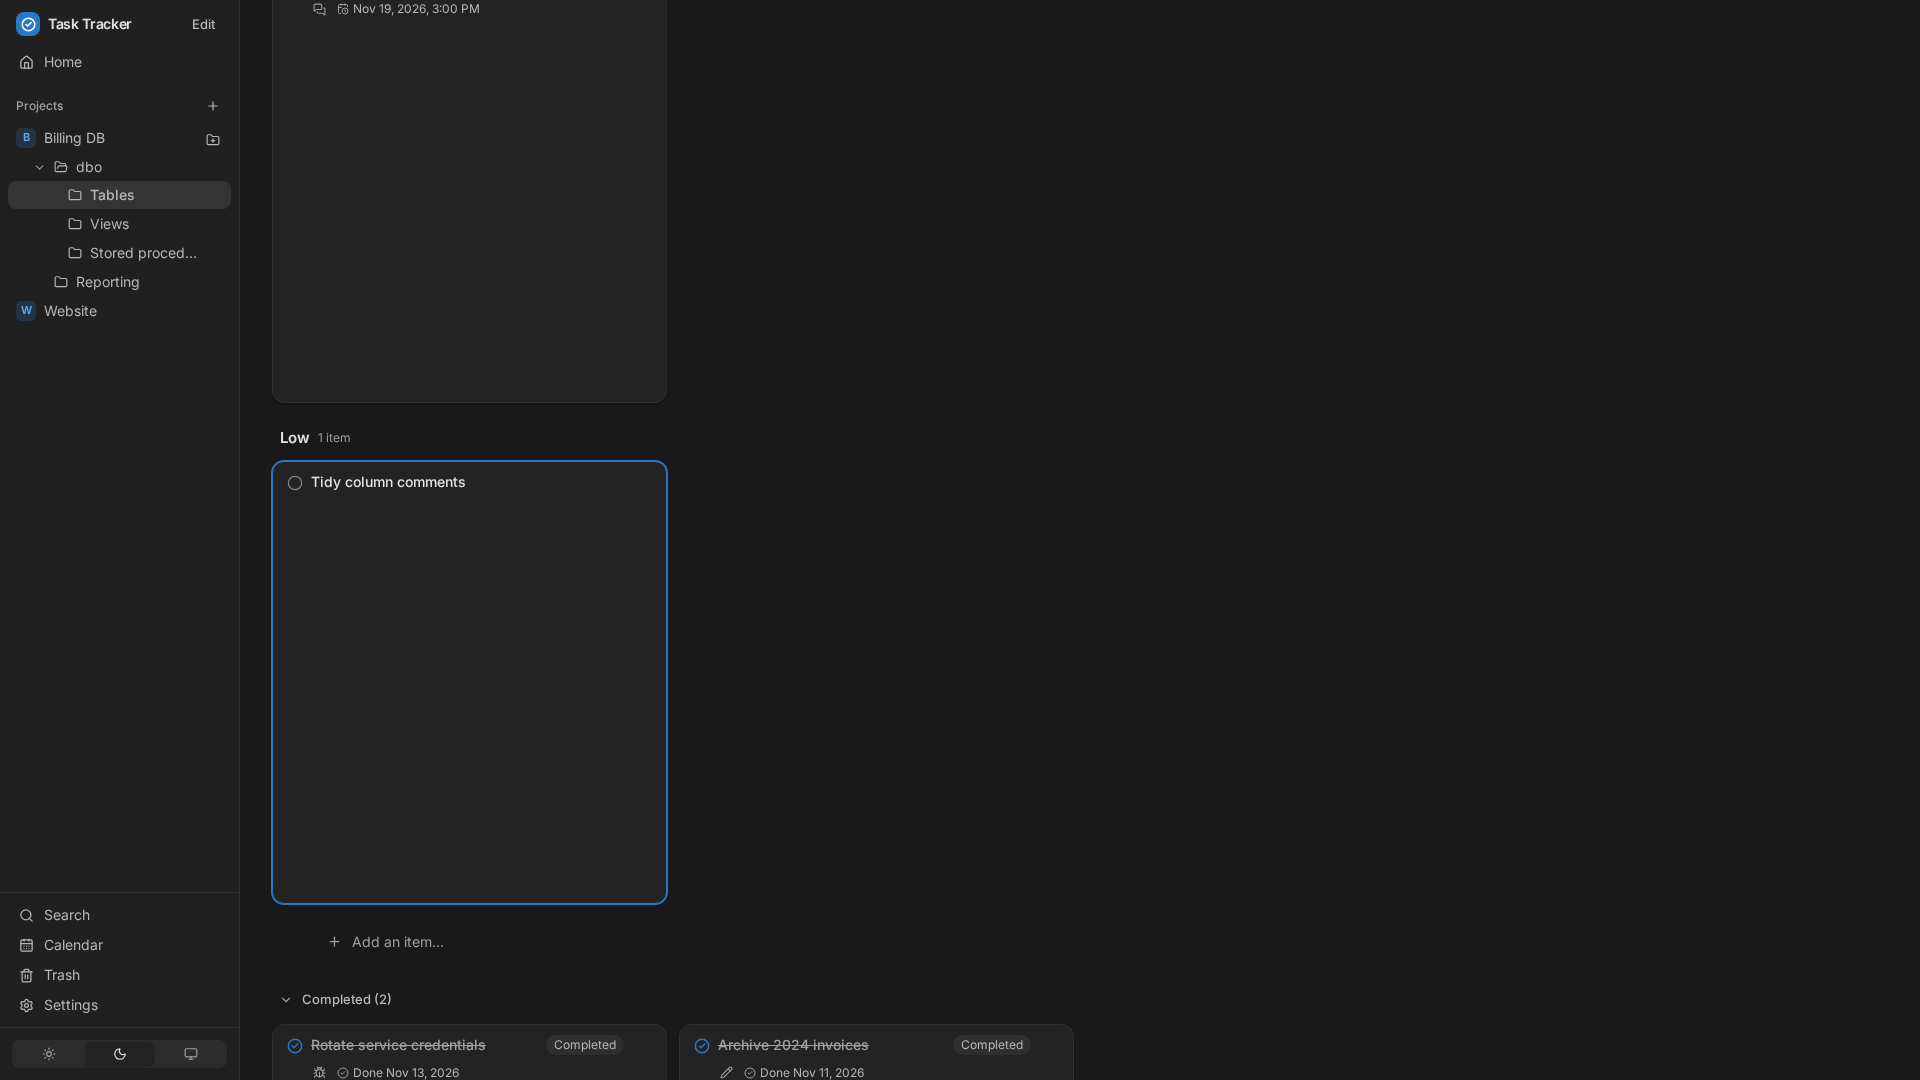 Task Tracker
Edit
Home
Projects
B Billing DB
dbo
Tables
Views
Stored proced...
Reporting
W Website
Search
Calendar
Trash
Settings
Nov 19, 2026, 3:00 PM
Low 1 item
Tidy column comments
Add an item...
Completed (2)
Rotate service credentials Completed
Done Nov 13, 2026
Archive 2024 invoices Completed
Done Nov 11, 2026